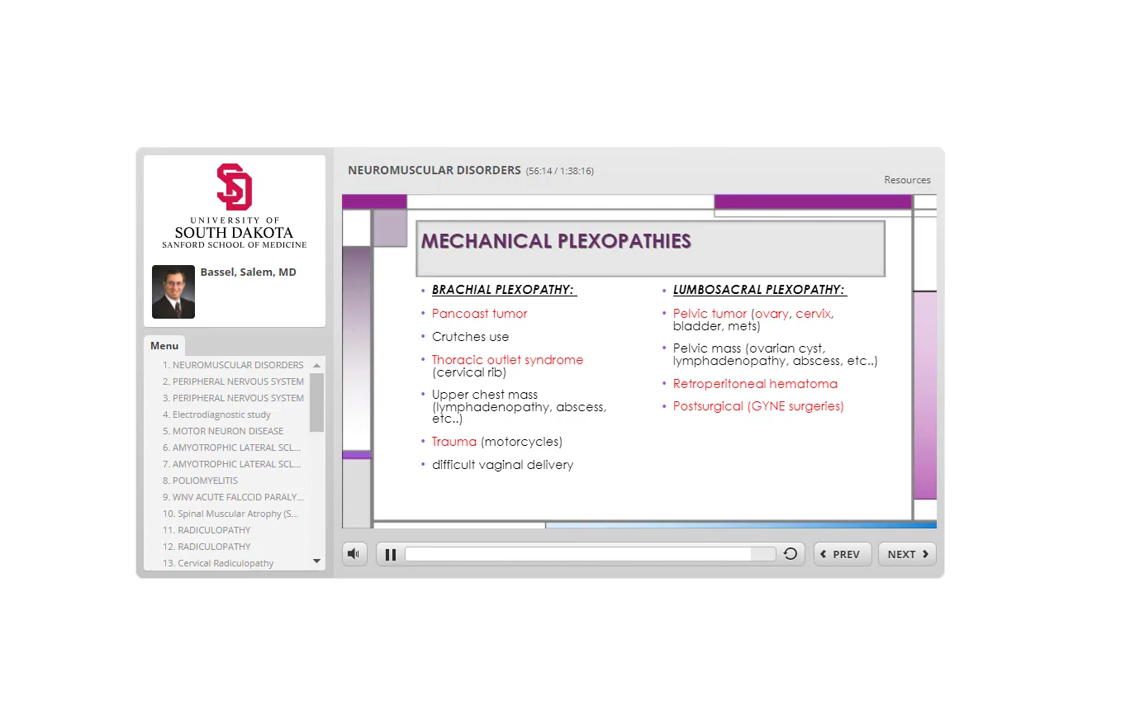 UNIVERSITY OF
SOUTH DAKOTA
SANFORD SCHOOL OF MEDICINE
Bassel, Salem, MD
Menu
1. NEUROMUSCULAR DISORDERS
2. PERIPHERAL NERVOUS SYSTEM
3. PERIPHERAL NERVOUS SYSTEM
4. Electrodiagnostic study
5. MOTOR NEURON DISEASE
6. AMYOTROPHIC LATERAL SCL...
7. AMYOTROPHIC LATERAL SCL...
8. POLIOMYELITIS
9. WNV ACUTE FALCCID PARALY...
10. Spinal Muscular Atrophy (S...
11. RADICULOPATHY
12. RADICULOPATHY
13. Cervical Radiculopathy
NEUROMUSCULAR DISORDERS (56:14 / 1:38:16)
Resources
MECHANICAL PLEXOPATHIES
• BRACHIAL PLEXOPATHY:
• Pancoast tumor
• Crutches use
• Thoracic outlet syndrome
(cervical rib)
• Upper chest mass
(lymphadenopathy, abscess,
etc..)
• Trauma (motorcycles)
• difficult vaginal delivery
• LUMBOSACRAL PLEXOPATHY:
• Pelvic tumor (ovary, cervix,
bladder, mets)
• Pelvic mass (ovarian cyst,
lymphadenopathy, abscess, etc..)
• Retroperitoneal hematoma
• Postsurgical (GYNE surgeries)
PREV
NEXT